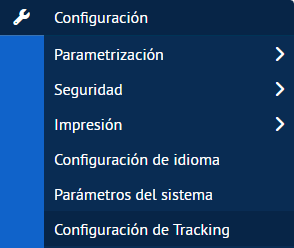 Configuración
Parametrización
Seguridad
Impresión
Configuración de idioma
Parámetros del sistema
Configuración de Tracking